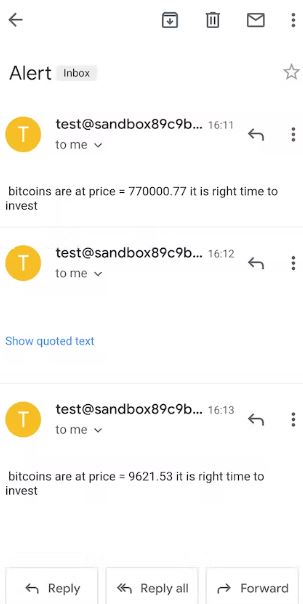 Alert Inbox
T test@sandbox89c9b... 16:11
to me
bitcoins are at price = 770000.77 it is right time to
invest
T test@sandbox89c9b... 16:12
to me
Show quoted text
T test@sandbox89c9b... 16:13
to me
bitcoins are at price = 9621.53 it is right time to
invest
Reply Reply all Forward